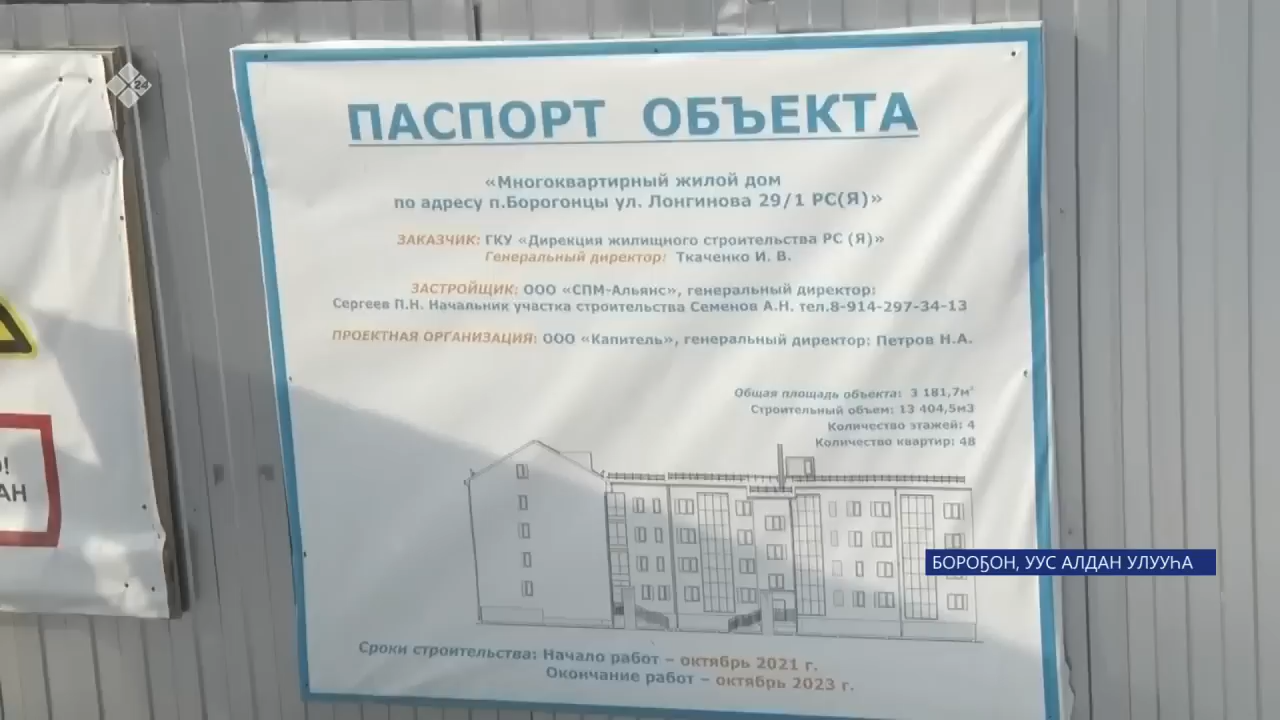 24
ПАСПОРТ ОБЪЕКТА
«Многоквартирный жилой дом
по адресу п.Борогонцы ул. Лонгинова 29/1 РС(Я)»
ЗАКАЗЧИК: ГКУ «Дирекция жилищного строительства РС (Я)»
Генеральный директор: Ткаченко И. В.
ЗАСТРОЙЩИК: ООО «СПМ-Альянс», генеральный директор:
Сергеев П.Н. Начальник участка строительства Семенов А.Н. тел.8-914-297-34-13
ПРОЕКТНАЯ ОРГАНИЗАЦИЯ: ООО «Капитель», генеральный директор: Петров Н.А.
Общая площадь объекта: 3 181,7м²
Строительный объем: 13 404,5м3
Количество этажей: 4
Количество квартир: 48
БОРОҔОН, УУС АЛДАН УЛУУҺА
Сроки строительства: Начало работ – октябрь 2021 г.
Окончание работ – октябрь 2023 г.